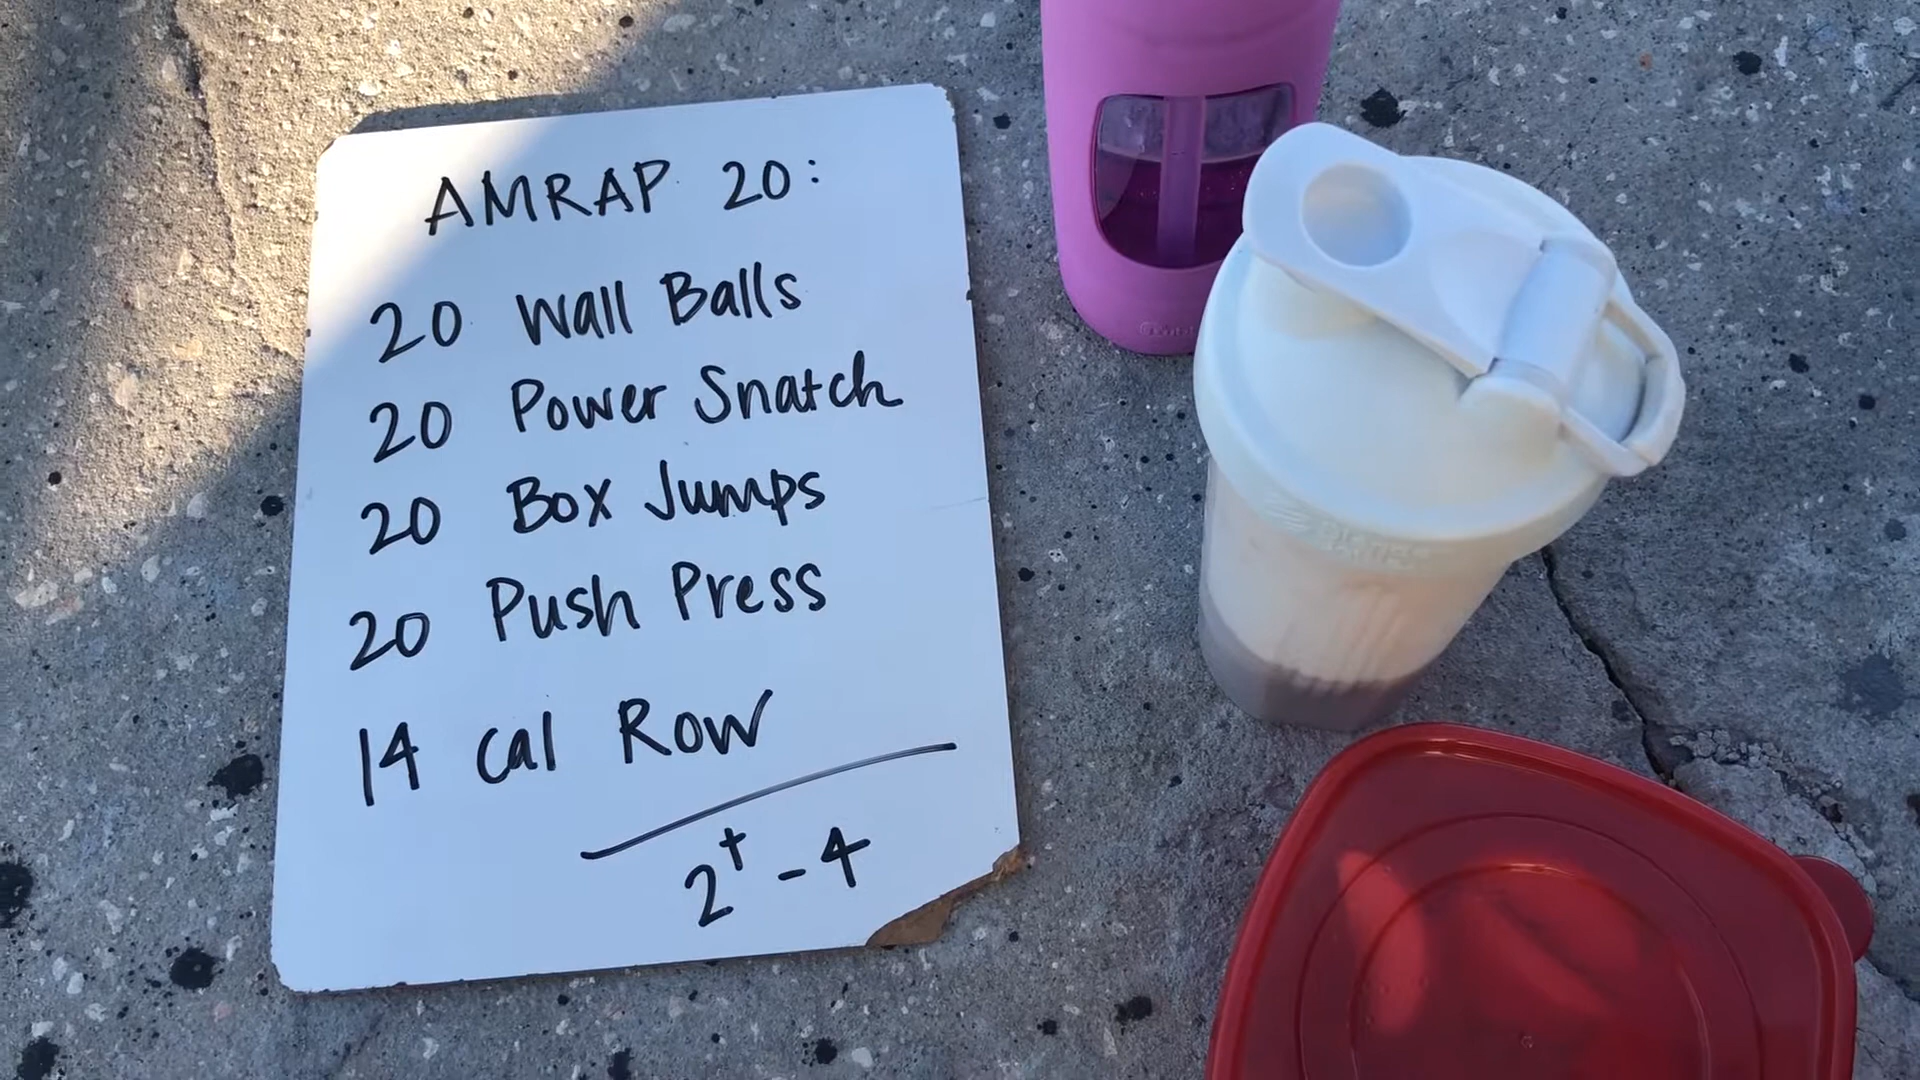 AMRAP 20:
20 Wall Balls
20 Power Snatch
20 Box Jumps
20 Push Press
14 cal Row
2+ - 4